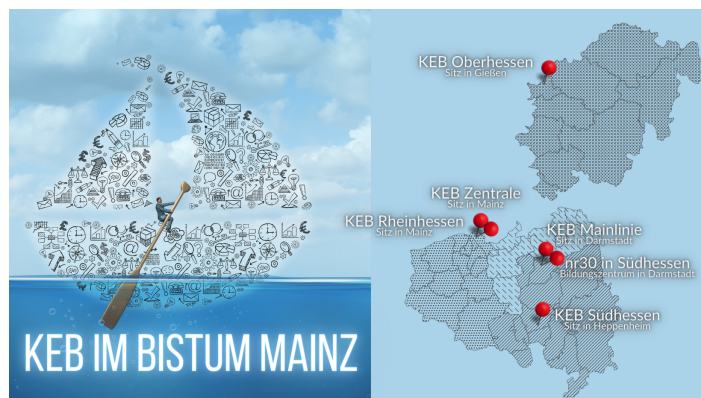 KEB IM BISTUM MAINZ
KEB Oberhessen
Sitz in Gießen
KEB Zentrale
Sitz in Mainz
KEB Rheinhessen
Sitz in Mainz
KEB Mainlinie
Sitz in Darmstadt
nr30 in Südhessen
Bildungszentrum in Darmstadt
KEB Südhessen
Sitz in Heppenheim